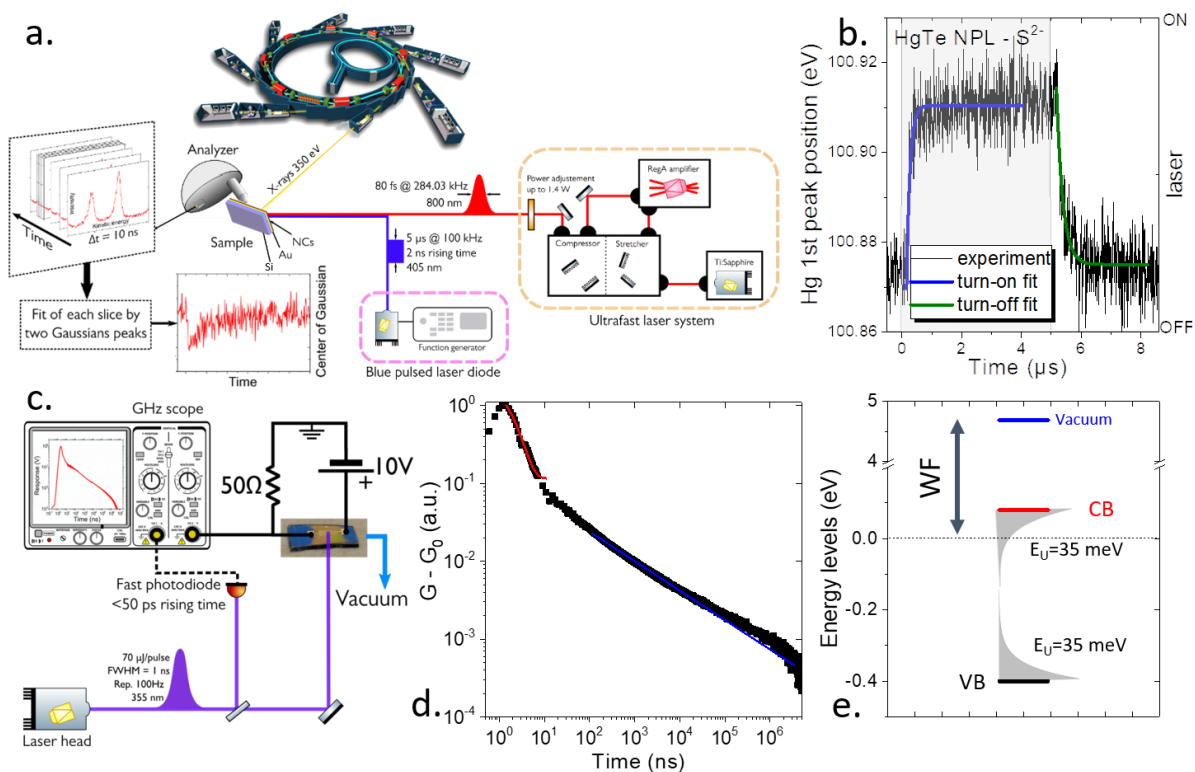 a.
Analyzer
X-rays 350 eV
Intensity
Kinetic energy
Δt = 10 ns
Time
Sample
NCs
Au
Si
Fit of each slice by
two Gaussians peaks
Center of Gaussian
Time
80 fs @ 284.03 kHz
800 nm
5 µs @ 100 kHz
2 ns rising time
405 nm
Function generator
Blue pulsed laser diode
Power adjustement
up to 1.4 W
RegA amplifier
Compressor
Stretcher
Ti:Sapphire
Ultrafast laser system
b.
HgTe NPL - S2-
Hg 1st peak position (eV)
100.92
100.90
100.88
100.86
experiment
turn-on fit
turn-off fit
0
2
4
6
8
Time (µs)
ON
laser
OFF
c.
GHz scope
Response (V)
Time (ns)
50Ω
10V
+
Vacuum
Fast photodiode
<50 ps rising time
70 µJ/pulse
FWHM = 1 ns
Rep. 100Hz
355 nm
Laser head
d.
G - G0 (a.u.)
10^0
10^-1
10^-2
10^-3
10^-4
10^0
10^1
10^2
10^3
10^4
10^5
10^6
Time (ns)
e.
Energy levels (eV)
5
4
0.0
-0.2
-0.4
WF
Vacuum
CB
EU=35 meV
EU=35 meV
VB